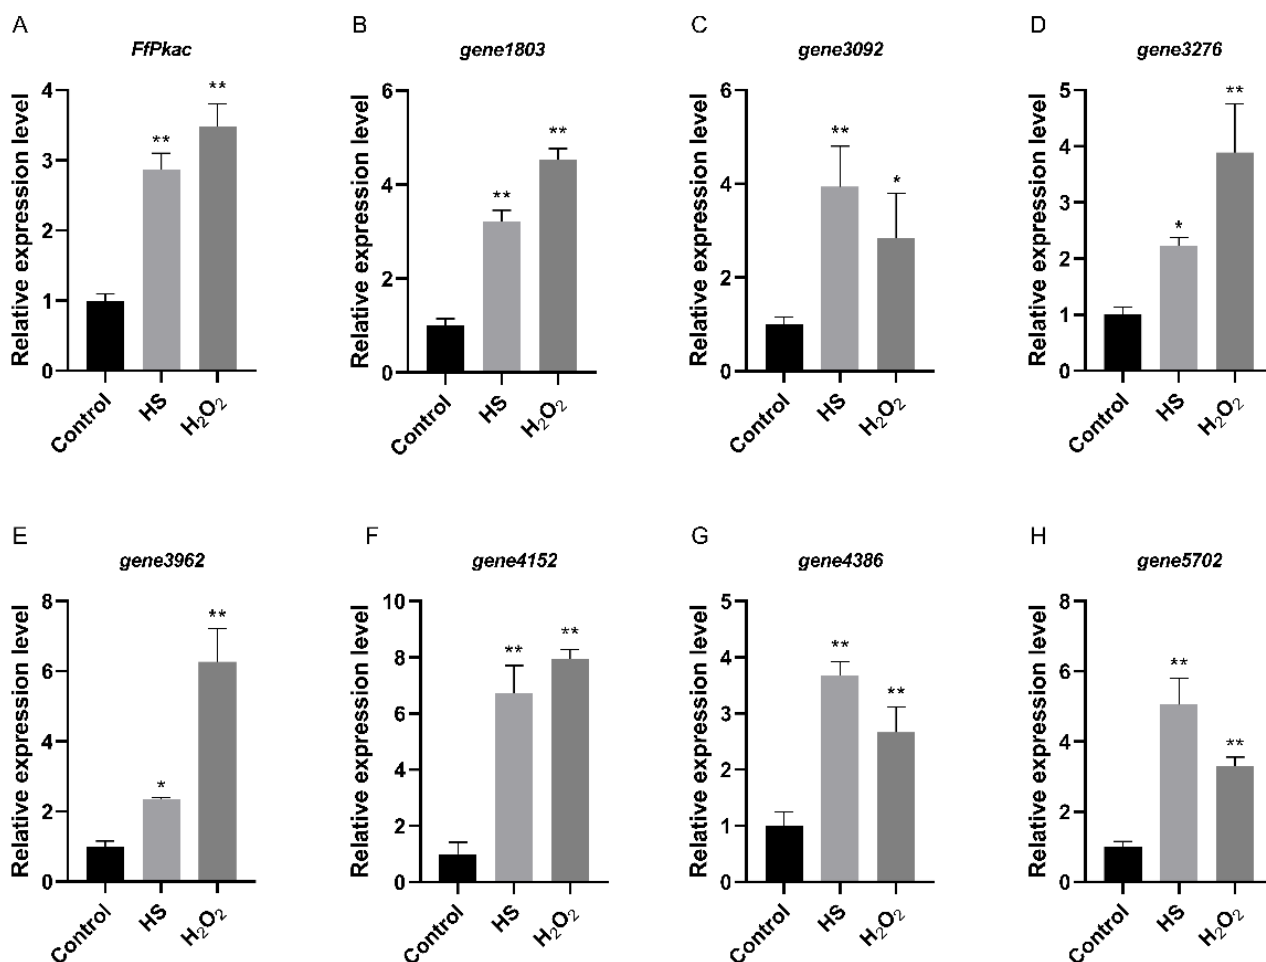 A
FfPkac
Relative expression level
4
3
2
1
0
**
**
Control
HS
H₂O₂
B
gene1803
Relative expression level
6
4
2
0
**
**
Control
HS
H₂O₂
C
gene3092
Relative expression level
6
4
2
0
**
*
Control
HS
H₂O₂
D
gene3276
Relative expression level
5
4
3
2
1
0
*
**
Control
HS
H₂O₂
E
gene3962
Relative expression level
8
6
4
2
0
*
**
Control
HS
H₂O₂
F
gene4152
Relative expression level
10
8
6
4
2
0
**
**
Control
HS
H₂O₂
G
gene4386
Relative expression level
5
4
3
2
1
0
**
**
Control
HS
H₂O₂
H
gene5702
Relative expression level
8
6
4
2
0
**
**
Control
HS
H₂O₂